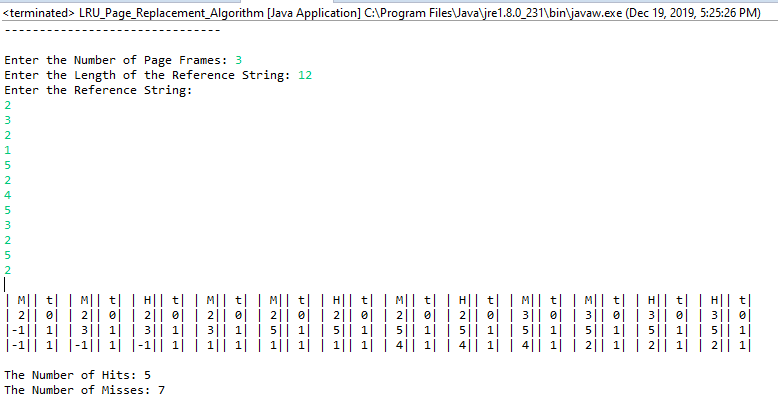 <terminated> LRU_Page_Replacement_Algorithm [Java Application] C:\Program Files\Java\jre1.8.0_231\bin\javaw.exe (Dec 19, 2019, 5:25:26 PM)
-------------------------------
Enter the Number of Page Frames: 3
Enter the Length of the Reference String: 12
Enter the Reference String:
2
3
2
1
5
2
4
5
3
2
5
2
| M|| t| | M|| t| | H|| t| | M|| t| | M|| t| | H|| t| | M|| t| | H|| t| | M|| t| | M|| t| | H|| t| | H|| t|
| 2|| 0| | 2|| 0| | 2|| 0| | 2|| 0| | 2|| 0| | 2|| 0| | 2|| 0| | 2|| 0| | 3|| 0| | 3|| 0| | 3|| 0| | 3|| 0|
|-1|| 1| | 3|| 1| | 3|| 1| | 3|| 1| | 5|| 1| | 5|| 1| | 5|| 1| | 5|| 1| | 5|| 1| | 5|| 1| | 5|| 1| | 5|| 1|
|-1|| 1| |-1|| 1| |-1|| 1| | 1|| 1| | 1|| 1| | 1|| 1| | 4|| 1| | 4|| 1| | 4|| 1| | 2|| 1| | 2|| 1| | 2|| 1|
The Number of Hits: 5
The Number of Misses: 7